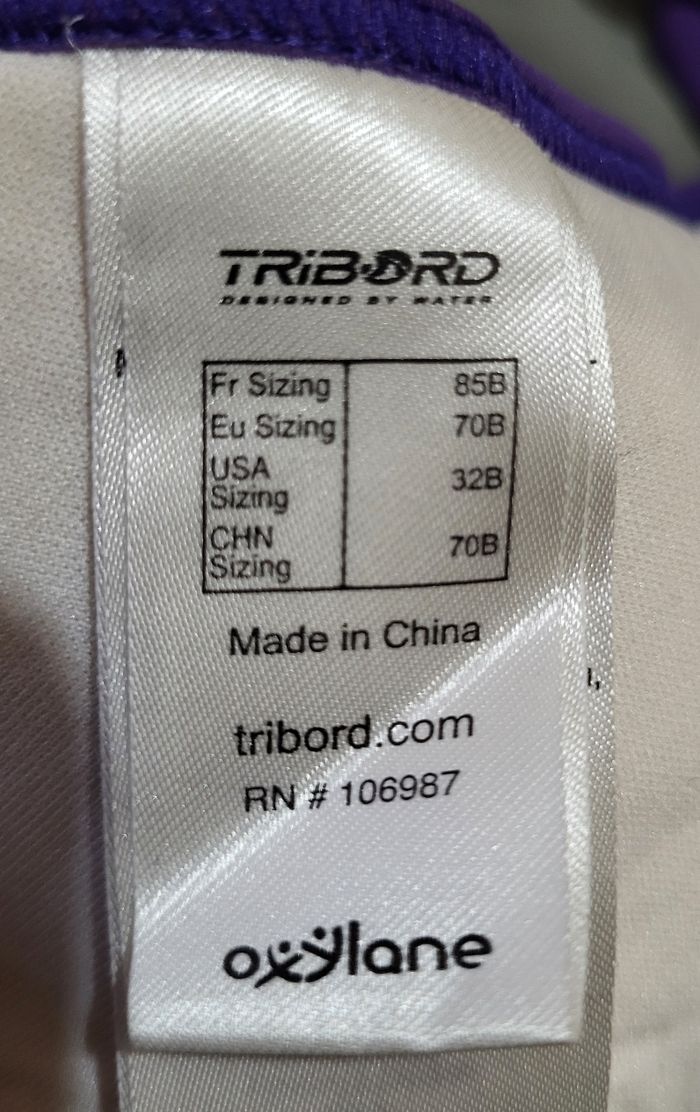 TRiBORD
DESIGNED BY WATER
Fr Sizing 85B
Eu Sizing 70B
USA
Sizing 32B
CHN
Sizing 70B
Made in China
tribord.com
RN # 106987
oxylane